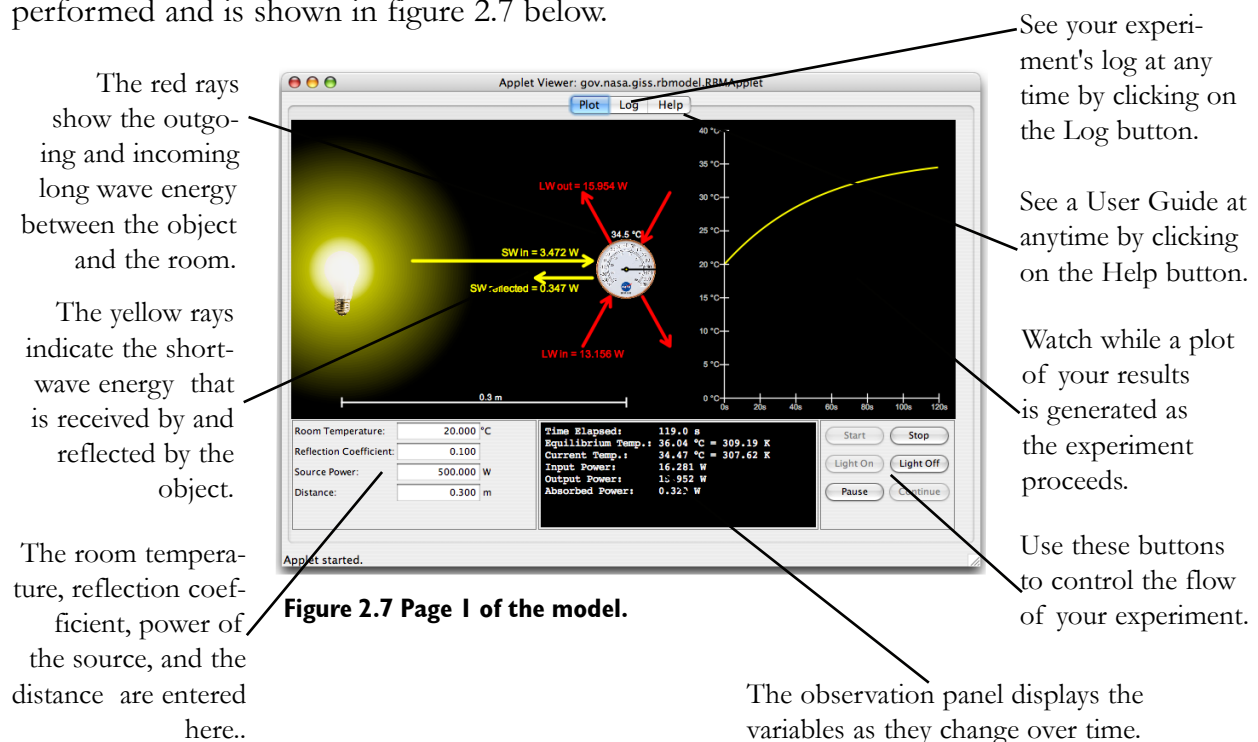 performed and is shown in figure 2.7 below.
The red rays
show the outgo-
ing and incoming
long wave energy
between the object
and the room.
The yellow rays
indicate the short-
wave energy that
is received by and
reflected by the
object.
The room tempera-
ture, reflection coef-
ficient, power of
the source, and the
distance are entered
here..
Applet Viewer: gov.nasa.giss.rbmodel.RBMApplet
Plot Log Help
LW out = 15.954 W
34.5 °C
SW in = 3.472 W
SW reflected = 0.347 W
LW in = 13.156 W
0.3 m
40 °C
35 °C
30 °C
25 °C
20 °C
15 °C
10 °C
5 °C
0 °C
0s 20s 40s 60s 80s 100s 120s
Room Temperature: 20.000 °C
Reflection Coefficient: 0.100
Source Power: 500.000 W
Distance: 0.300 m
Time Elapsed: 119.0 s
Equilibrium Temp.: 36.04 °C = 309.19 K
Current Temp.: 34.47 °C = 307.62 K
Input Power: 16.281 W
Output Power: 15.952 W
Absorbed Power: W
Start Stop
Light On Light Off
Pause Continue
Applet started.
Figure 2.7 Page 1 of the model.
See your experi-
ment's log at any
time by clicking on
the Log button.
See a User Guide at
anytime by clicking
on the Help button.
Watch while a plot
of your results
is generated as
the experiment
proceeds.
Use these buttons
to control the flow
of your experiment.
The observation panel displays the
variables as they change over time.